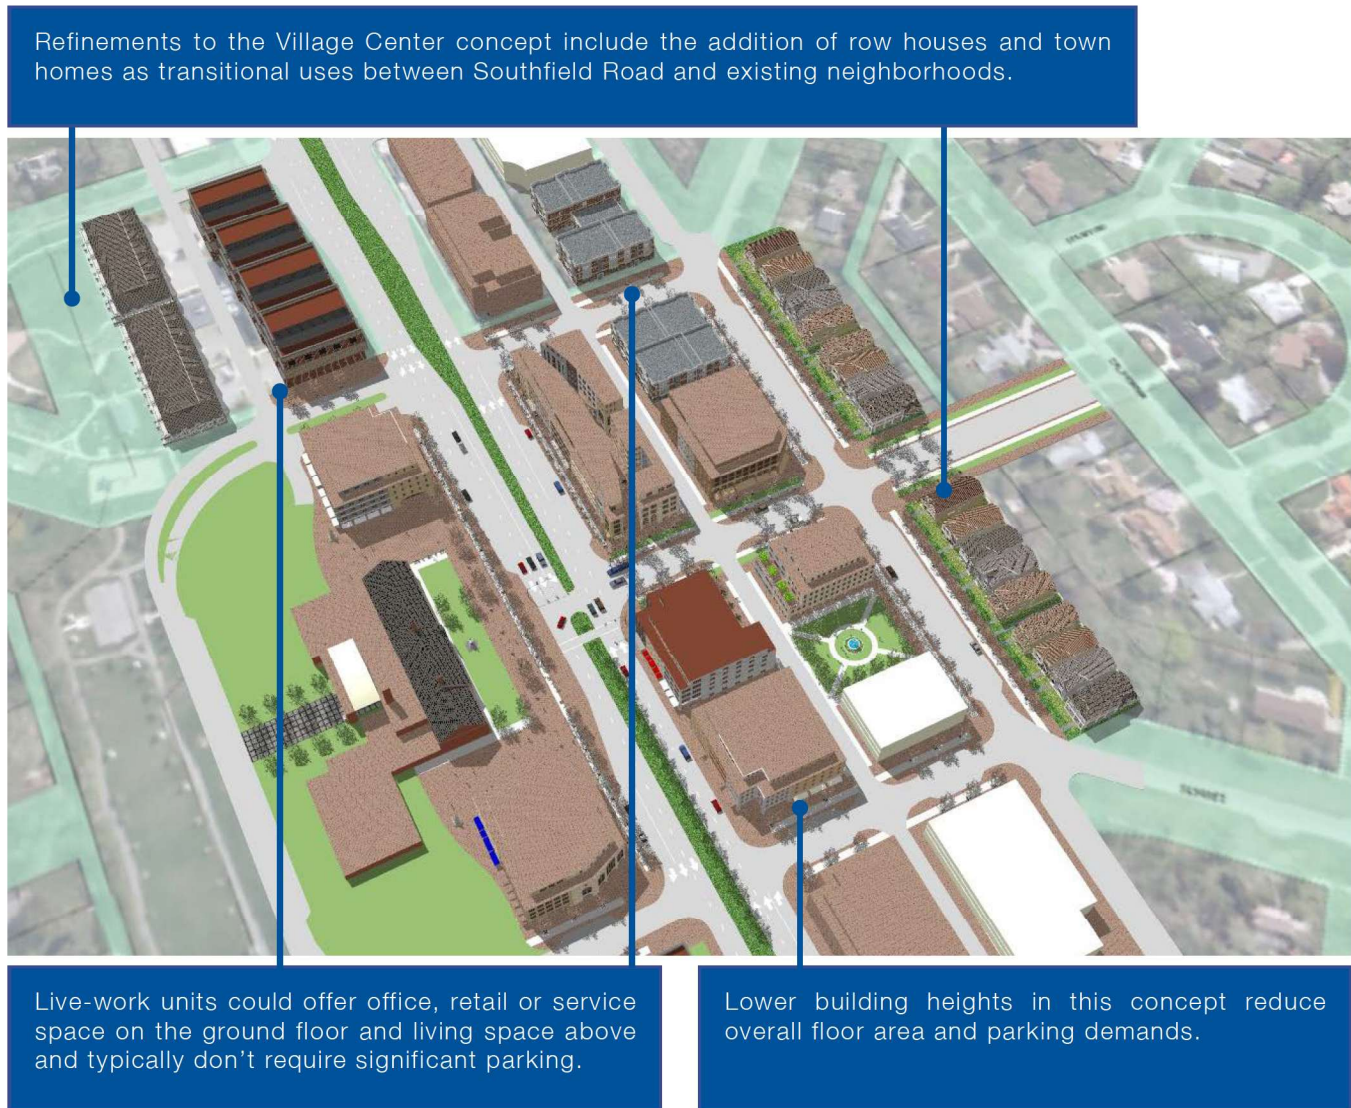 Refinements to the Village Center concept include the addition of row houses and town
homes as transitional uses between Southfield Road and existing neighborhoods.
Live-work units could offer office, retail or service
space on the ground floor and living space above
and typically don’t require significant parking.
Lower building heights in this concept reduce
overall floor area and parking demands.